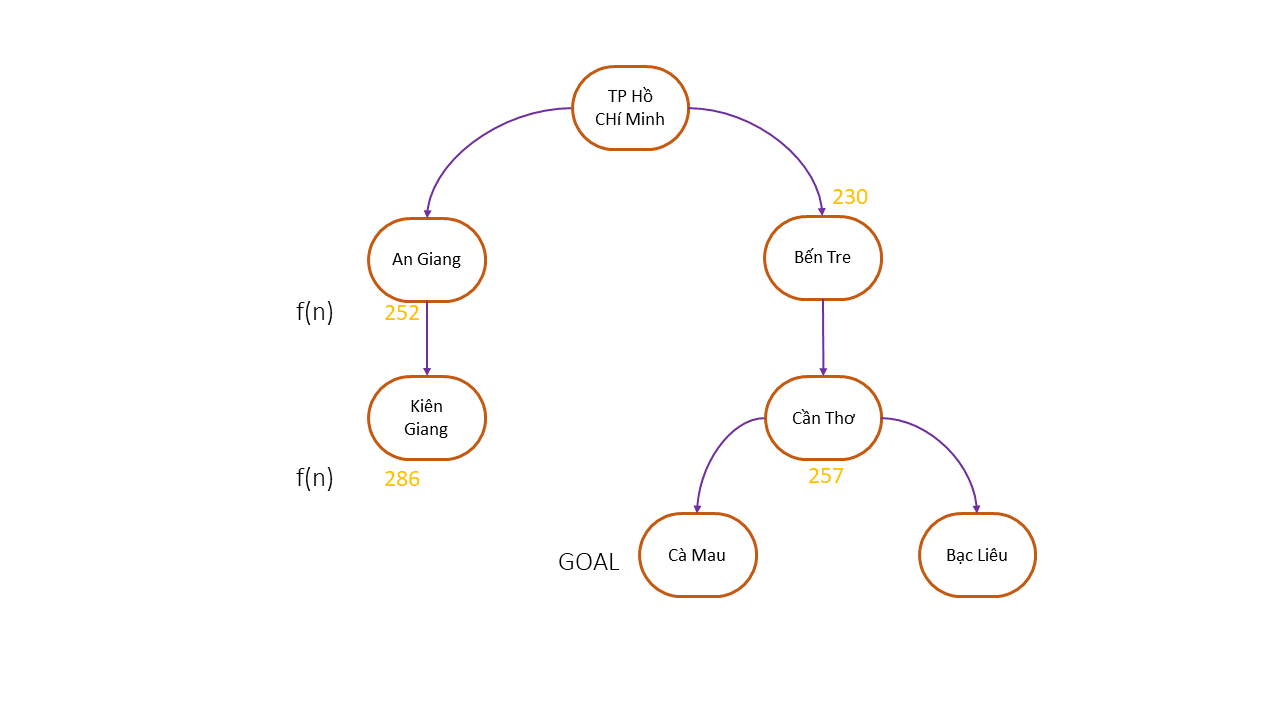 TP Hồ
CHí Minh
230
An Giang
Bến Tre
f(n)
252
Kiên
Giang
Cần Thơ
f(n)
286
257
GOAL
Cà Mau
Bạc Liêu